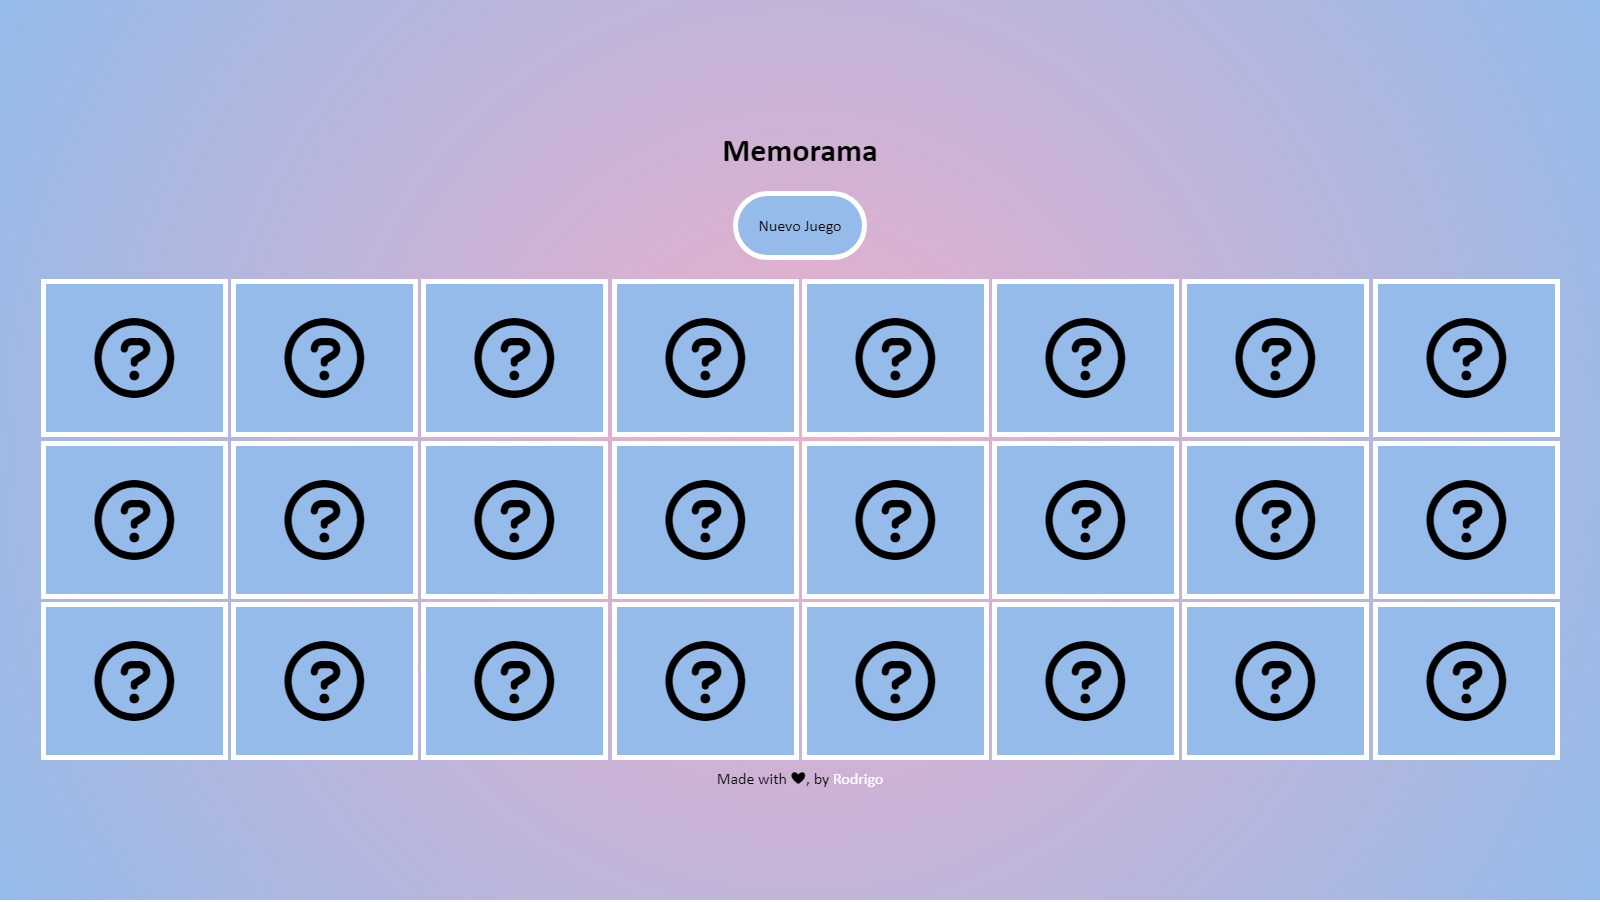 Memorama
Nuevo Juego
? ? ? ? ? ? ? ?
? ? ? ? ? ? ? ?
? ? ? ? ? ? ? ?
Made with ♥, by Rodrigo